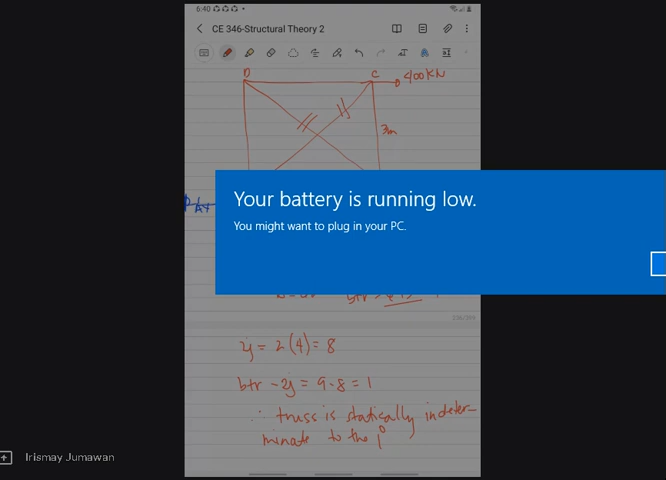 6:40
CE 346-Structural Theory 2
D
C
400KN
3m
Your battery is running low.
You might want to plug in your PC.
2j = 2(4) = 8
b+r - 2j = 9 - 8 = 1
∴ truss is statically indeter-
minate to the 1°
Irismay Jumawan